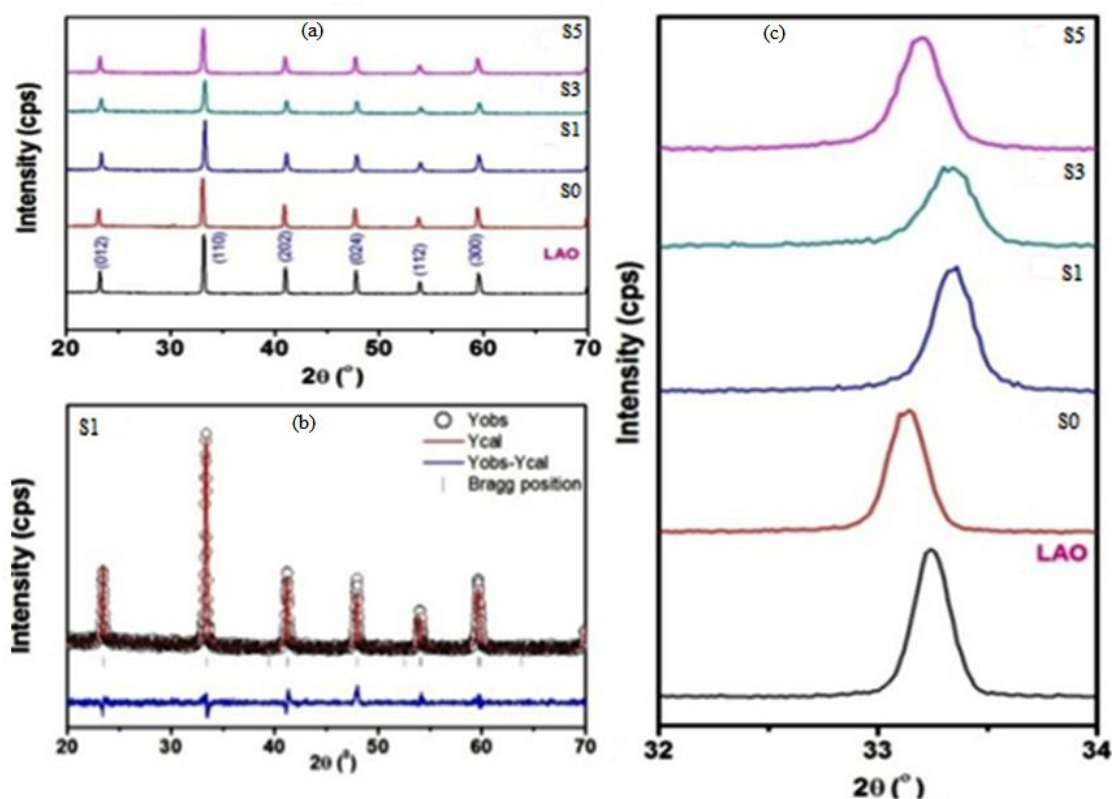 (a)
S5
S3
S1
S0
LAO
(012)
(110)
(202)
(024)
(112)
(300)
Intensity (cps)
20 30 40 50 60 70
2θ (°)
S1
(b)
Yobs
Ycal
Yobs-Ycal
Bragg position
Intensity (cps)
20 30 40 50 60 70
2θ (°)
(c)
S5
S3
S1
S0
LAO
Intensity (cps)
32 33 34
2θ (°)